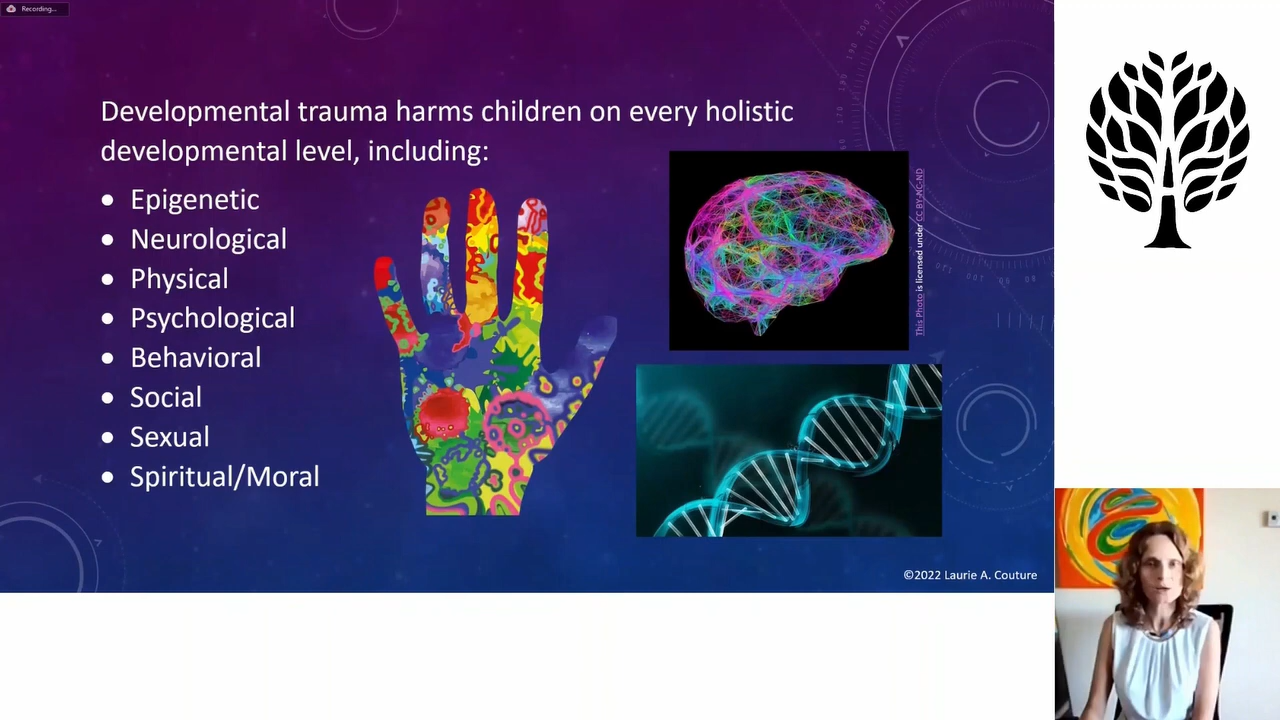 Recording...
Developmental trauma harms children on every holistic
developmental level, including:
• Epigenetic
• Neurological
• Physical
• Psychological
• Behavioral
• Social
• Sexual
• Spiritual/Moral
This Photo is licensed under CC BY-NC-ND
©2022 Laurie A. Couture